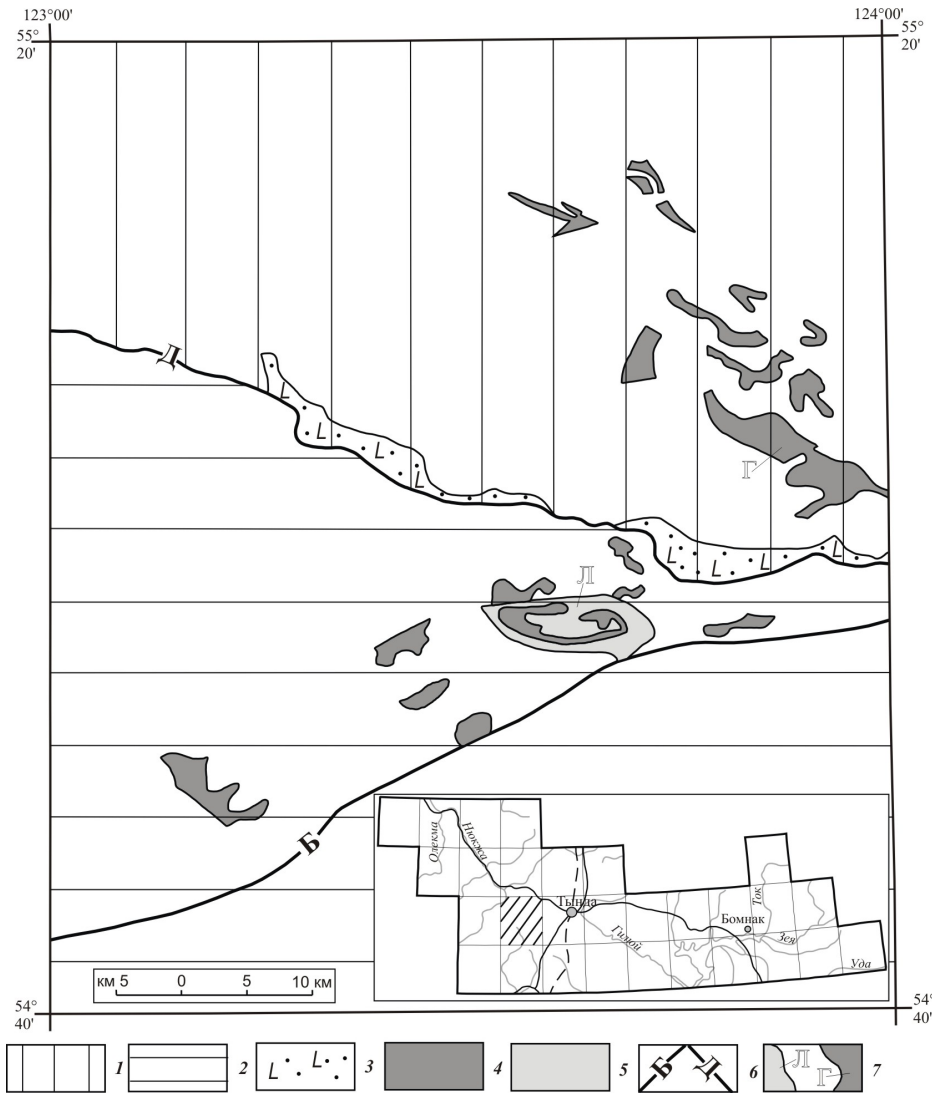 123°00'
124°00'
55°
20'
55
20'
Д
L
L
L
L
Г
L
L
L
L
Л
Б
Олекма
Нюкжа
Тында
Гилюй
Ток
Бомнак
Зея
Уда
км 5 0 5 10 км
54°
40'
54°
40'
1 2 L L 3 4 5 Б Д 6 Л Г 7